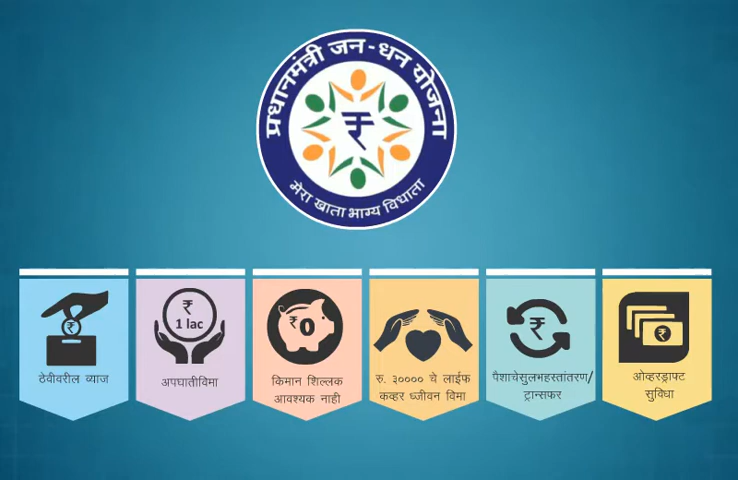 प्रधानमंत्री जन-धन योजना
मेरा खाता भाग्य विधाता
₹
₹
ठेवीवरील व्याज
₹
1 lac
अपघातीविमा
₹0
किमान शिल्लक
आवश्यक नाही
रु. ३०००० चे लाईफ
कव्हर ध्जीवन विमा
₹
पैशाचेसुलभहस्तांतरण/
ट्रान्सफर
₹
ओव्हरड्राफ्ट
सुविधा